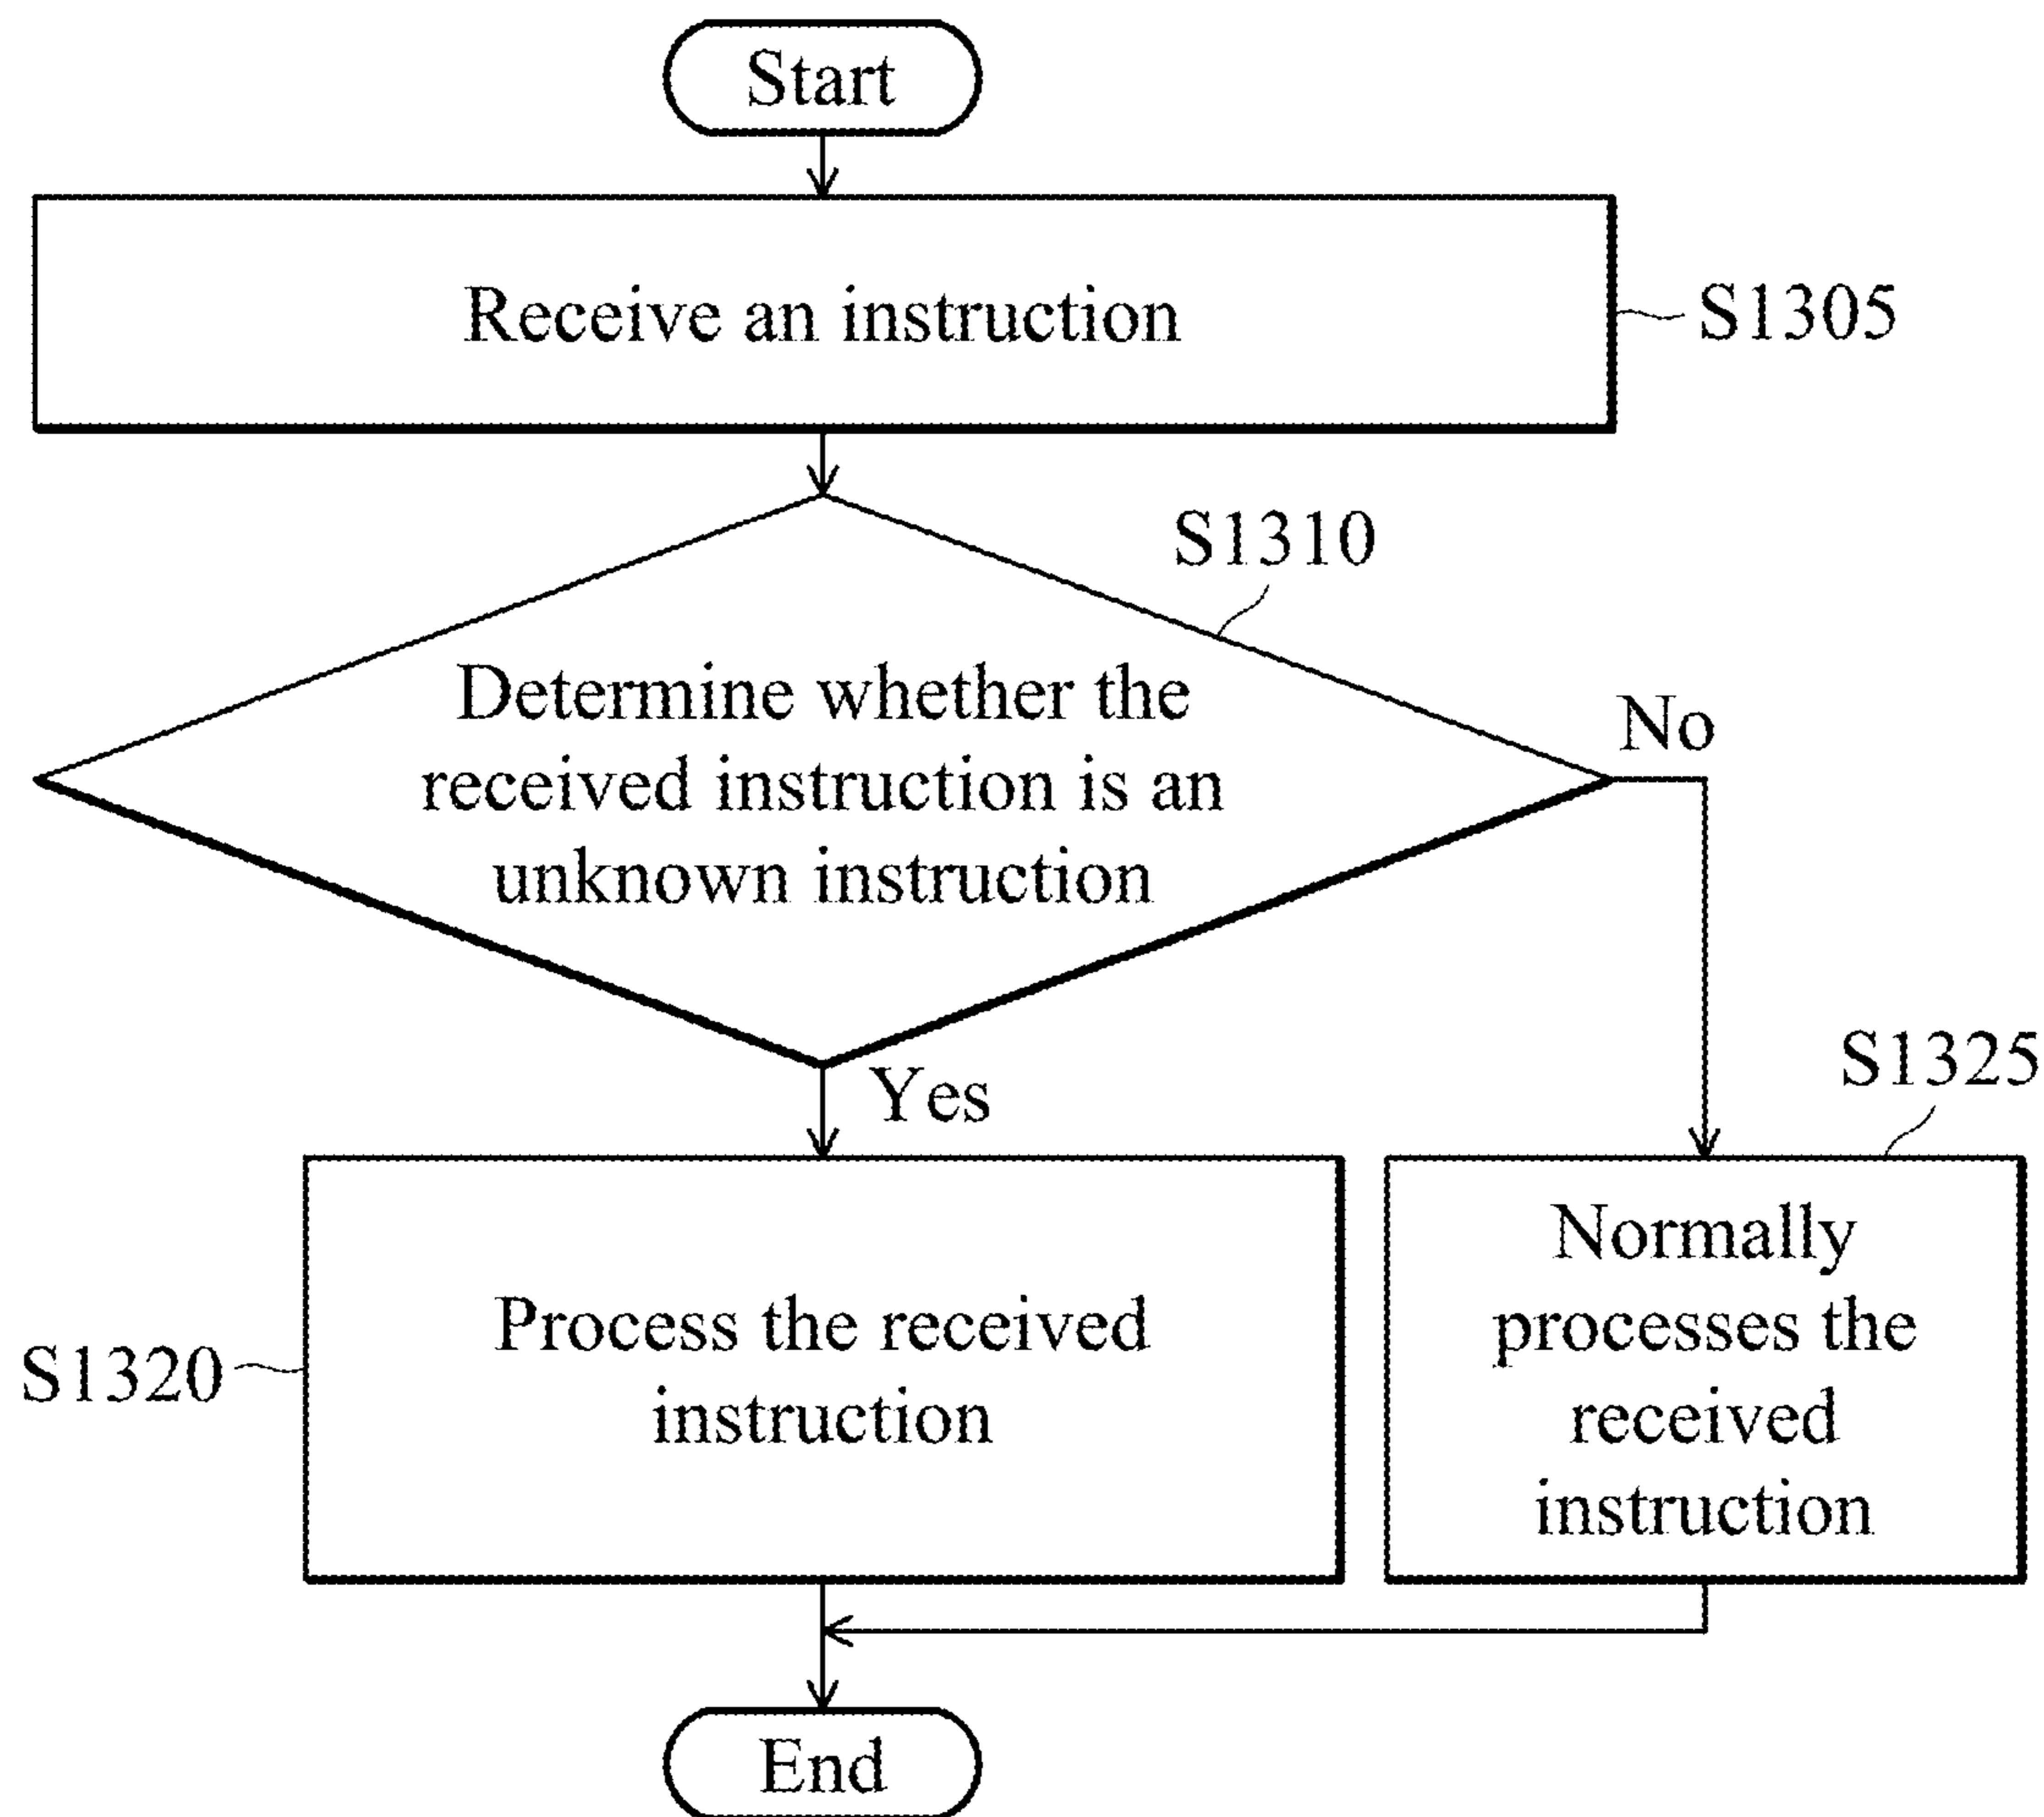 Start
Receive an instruction
S1305
S1310
Determine whether the
received instruction is an
unknown instruction
No
Yes
S1325
S1320
Process the received
instruction
Normally
processes the
received
instruction
End